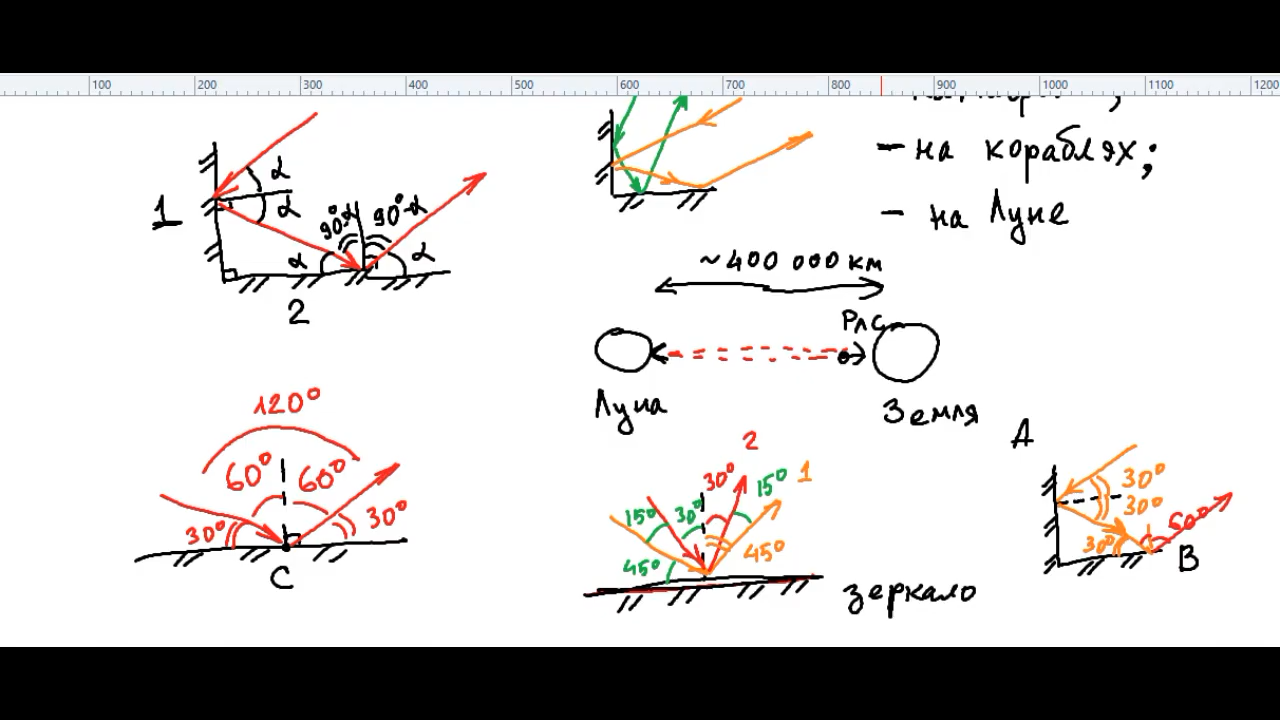 100 200 300 400 500 600 700 800 900 1000 1100 1200
- на кораблях;
- на Луне
1
α
α
90°-α
90°-α
α
α
2
~400 000 км
РЛС
Луна
Земля
120°
60°
60°
30°
30°
C
2
1
30°
15°
15°
30°
45°
45°
зеркало
A
30°
30°
30°
60°
B